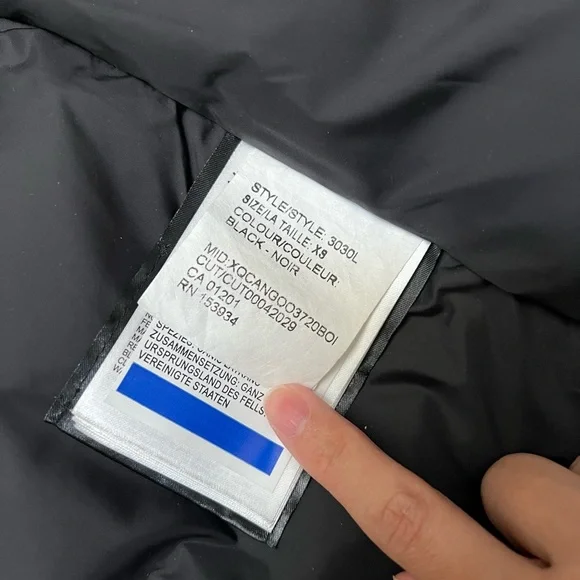 STYLE/STYLE: 3030L
SIZE/LA TAILLE: XS
COLOUR/COULEUR:
BLACK - NOIR
MID:XQCANGOO3720BOI
CUT/CUT00042029
CA 01201
RN 153934
ZUSAMMENSETZUNG: GANZ
URSPRUNGSLAND DES FELLS:
VEREINIGTE STAATEN